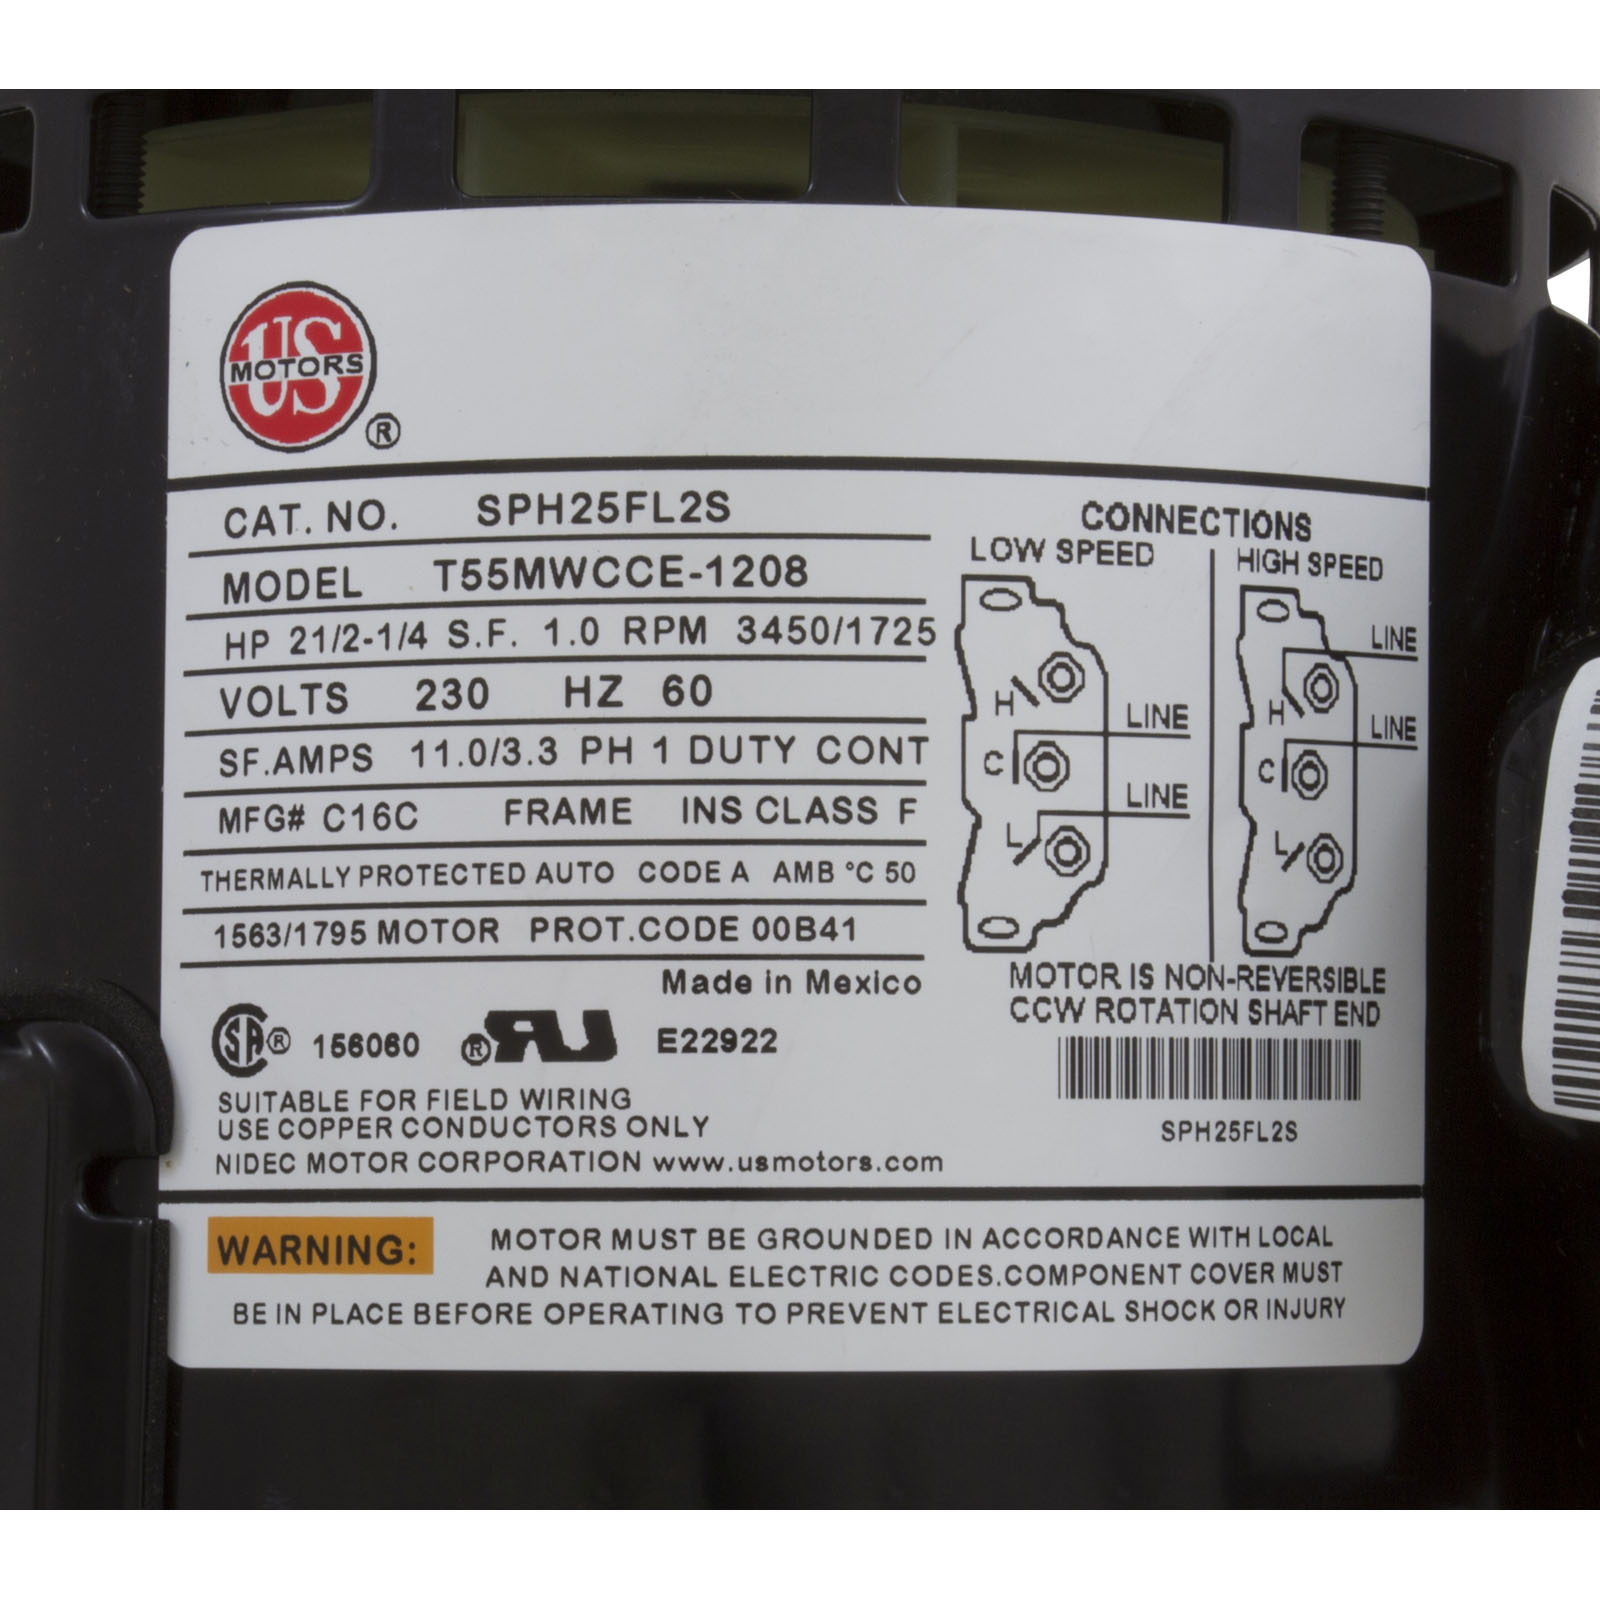 US
MOTORS
®
CAT. NO. SPH25FL2S
MODEL T55MWCCE-1208
HP 21/2-1/4 S.F. 1.0 RPM 3450/1725
VOLTS 230 HZ 60
SF.AMPS 11.0/3.3 PH 1 DUTY CONT
MFG# C16C FRAME INS CLASS F
THERMALLY PROTECTED AUTO CODE A AMB °C 50
1563/1795 MOTOR PROT.CODE 00B41
Made in Mexico
SA ® 156060 ® RU E22922
SUITABLE FOR FIELD WIRING
USE COPPER CONDUCTORS ONLY
NIDEC MOTOR CORPORATION www.usmotors.com
CONNECTIONS
LOW SPEED
H
LINE
C
LINE
L
HIGH SPEED
LINE
H
LINE
C
L
MOTOR IS NON-REVERSIBLE
CCW ROTATION SHAFT END
SPH25FL2S
WARNING: MOTOR MUST BE GROUNDED IN ACCORDANCE WITH LOCAL
AND NATIONAL ELECTRIC CODES.COMPONENT COVER MUST
BE IN PLACE BEFORE OPERATING TO PREVENT ELECTRICAL SHOCK OR INJURY